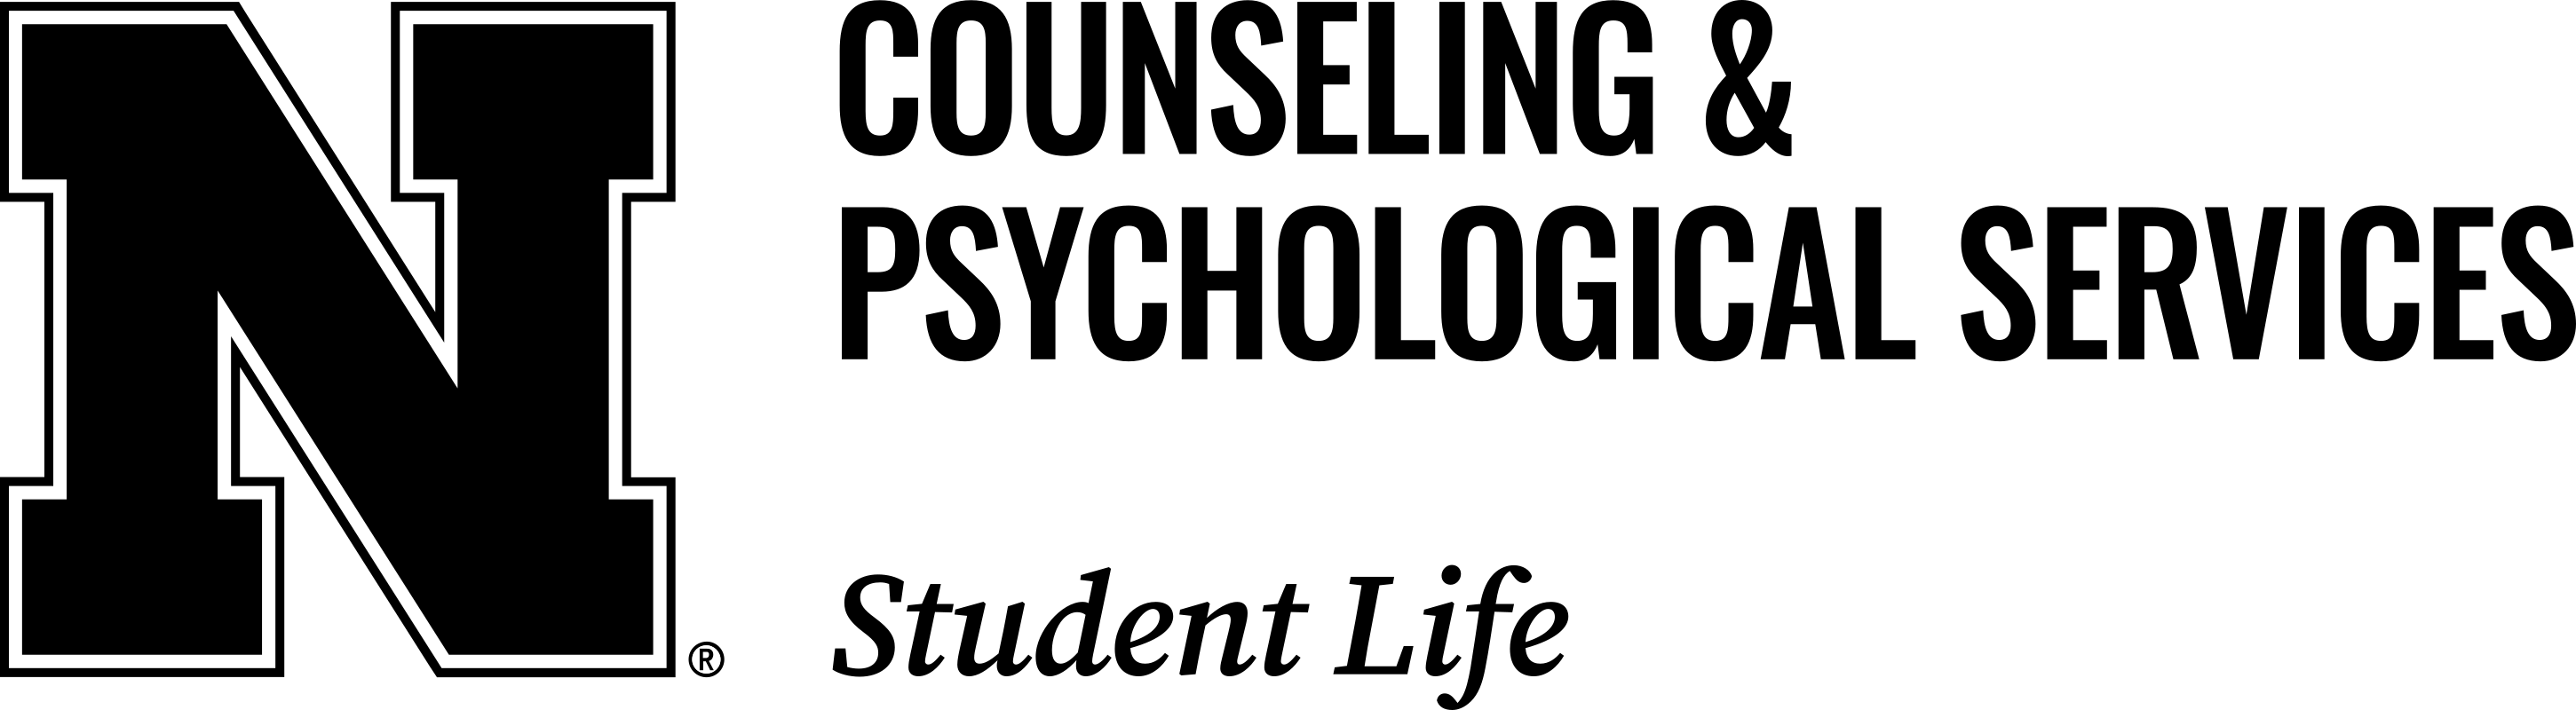 N®
COUNSELING &
PSYCHOLOGICAL SERVICES
Student Life